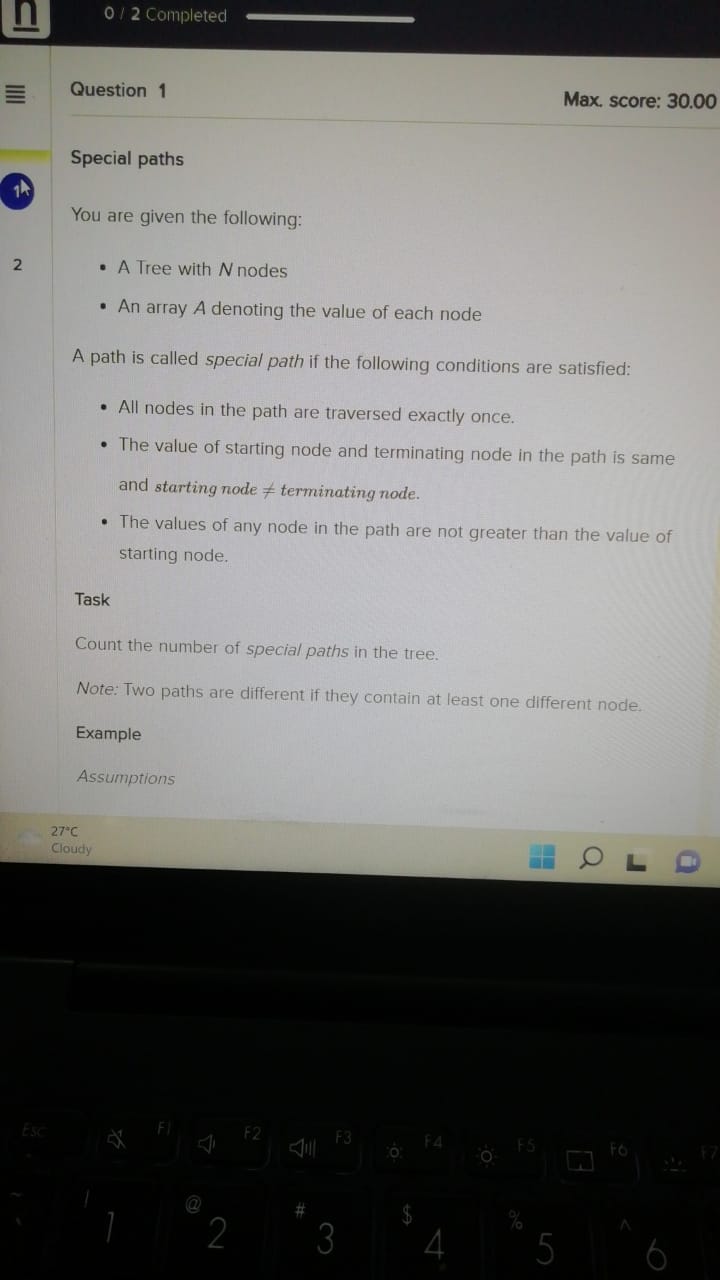 n
0 / 2 Completed
Question 1
Max. score: 30.00
Special paths
1
You are given the following:
2
• A Tree with N nodes
• An array A denoting the value of each node
A path is called special path if the following conditions are satisfied:
• All nodes in the path are traversed exactly once.
• The value of starting node and terminating node in the path is same
and starting node ≠ terminating node.
• The values of any node in the path are not greater than the value of
starting node.
Task
Count the number of special paths in the tree.
Note: Two paths are different if they contain at least one different node.
Example
Assumptions
27°C
Cloudy
Esc F1 F2 F3 F4 F5 F6 F7
~ ! @ # $ % ^
1 2 3 4 5 6